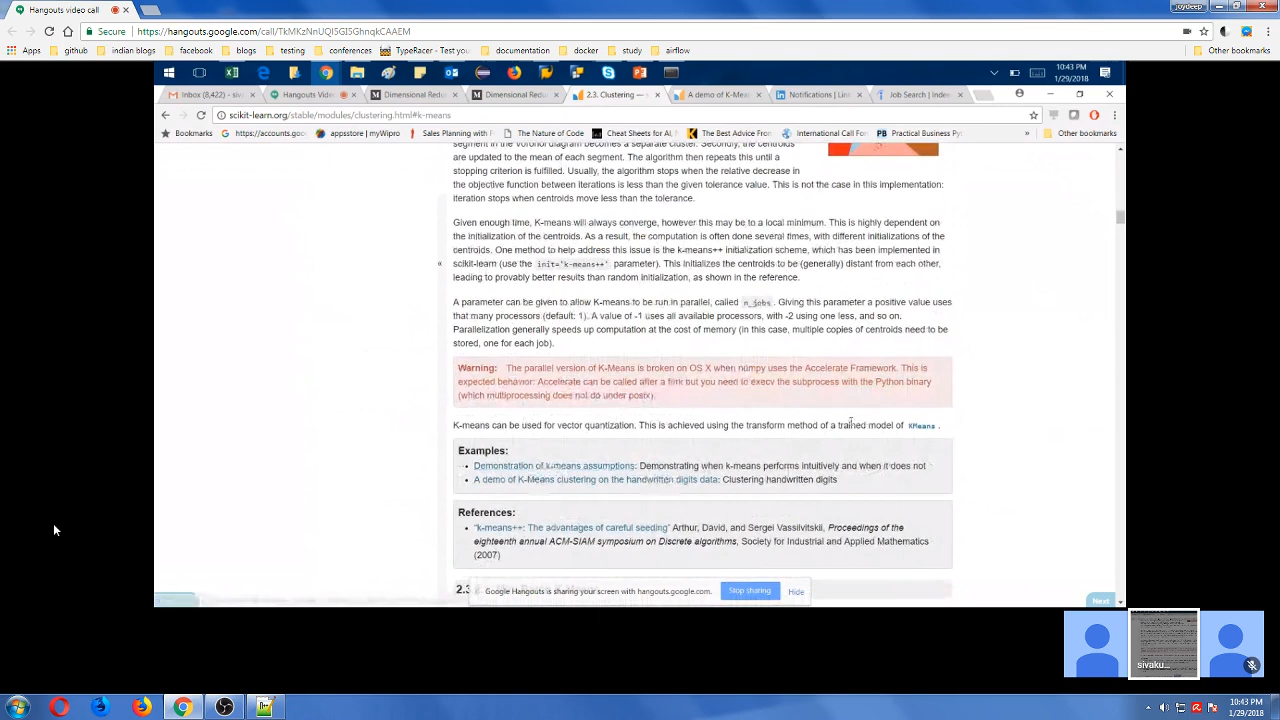 Hangouts video call
joydeep
Secure https://hangouts.google.com/call/TkMKzNnUQI5GISGhnqkCAAEM
Apps github indian blogs facebook blogs testing conferences TypeRacer - Test you documentation docker study airflow Other bookmarks
10:43 PM
1/29/2018
Inbox (8,422) - siva Hangouts Vide Dimensional Redu Dimensional Redu 2.3. Clustering — A demo of K-Mea Notifications | Link Job Search | Indee
scikit-learn.org/stable/modules/clustering.html#k-means
Bookmarks https://accounts.goo appstore | myWipro Sales Planning with F The Nature of Code Cheat Sheets for AI, The Best Advice From International Call For Practical Business Py Other bookmarks
segment in the Voronoi diagram becomes a separate cluster. Secondly, the centroids
are updated to the mean of each segment. The algorithm then repeats this until a
stopping criterion is fulfilled. Usually, the algorithm stops when the relative decrease in
the objective function between iterations is less than the given tolerance value. This is not the case in this implementation:
iteration stops when centroids move less than the tolerance.
Given enough time, K-means will always converge, however this may be to a local minimum. This is highly dependent on
the initialization of the centroids. As a result, the computation is often done several times, with different initializations of the
centroids. One method to help address this issue is the k-means++ initialization scheme, which has been implemented in
scikit-learn (use the init='k-means++' parameter). This initializes the centroids to be (generally) distant from each other,
leading to provably better results than random initialization, as shown in the reference.
A parameter can be given to allow K-means to be run in parallel, called n_jobs. Giving this parameter a positive value uses
that many processors (default: 1). A value of -1 uses all available processors, with -2 using one less, and so on.
Parallelization generally speeds up computation at the cost of memory (in this case, multiple copies of centroids need to be
stored, one for each job).
Warning: The parallel version of K-Means is broken on OS X when numpy uses the Accelerate Framework. This is
expected behavior: Accelerate can be called after a fork but you need to execv the subprocess with the Python binary
(which multiprocessing does not do under posix).
K-means can be used for vector quantization. This is achieved using the transform method of a trained model of KMeans.
Examples:
• Demonstration of k-means assumptions: Demonstrating when k-means performs intuitively and when it does not
• A demo of K-Means clustering on the handwritten digits data: Clustering handwritten digits
References:
• "k-means++: The advantages of careful seeding" Arthur, David, and Sergei Vassilvitskii, Proceedings of the
eighteenth annual ACM-SIAM symposium on Discrete algorithms, Society for Industrial and Applied Mathematics
(2007)
2.3
Google Hangouts is sharing your screen with hangouts.google.com. Stop sharing Hide
Next
sivaku...
10:43 PM
1/29/2018